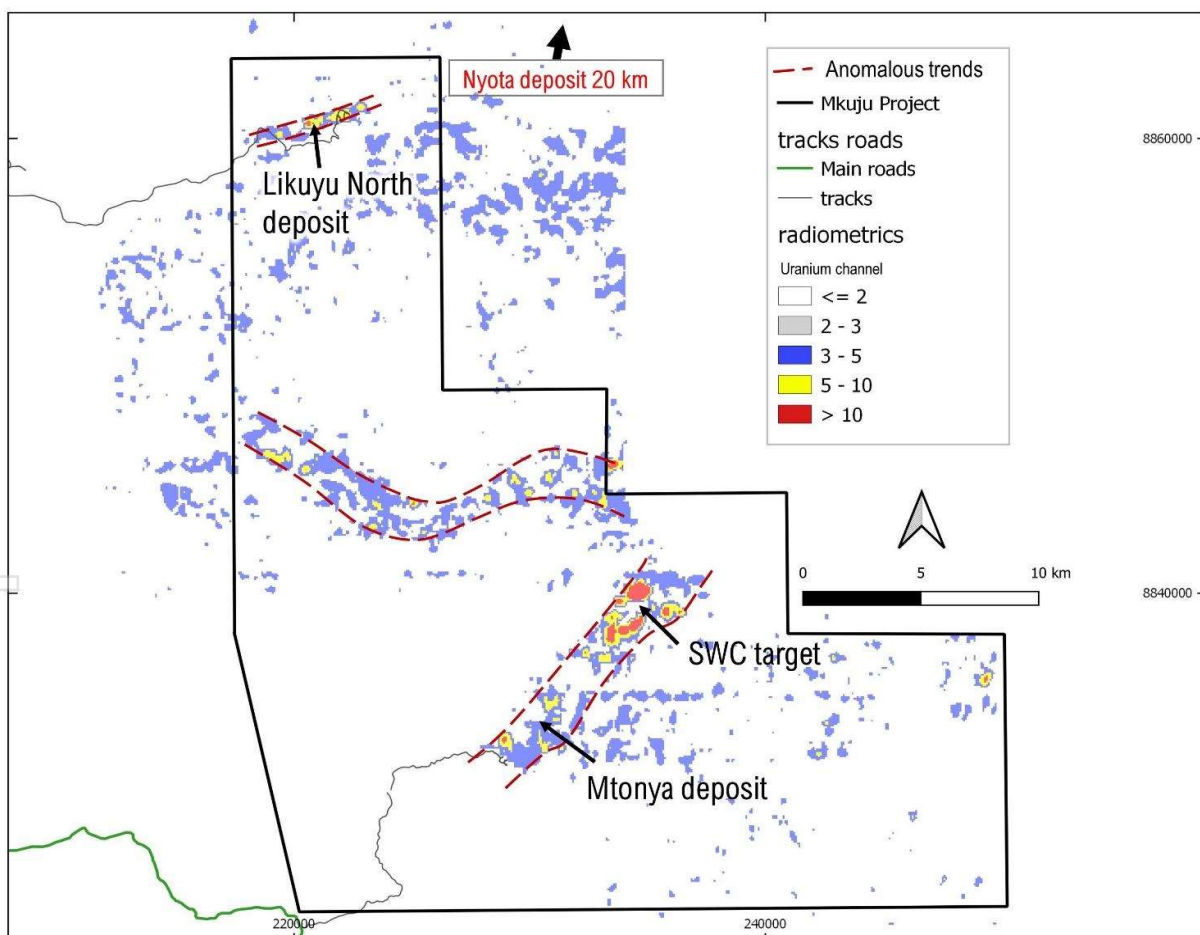 Nyota deposit 20 km
Anomalous trends
Mkuju Project
tracks roads
Main roads
tracks
radiometrics
Uranium channel
<= 2
2 - 3
3 - 5
5 - 10
> 10
8860000
Likuyu North
deposit
0 5 10 km
8840000
SWC target
Mtonya deposit
220000 240000